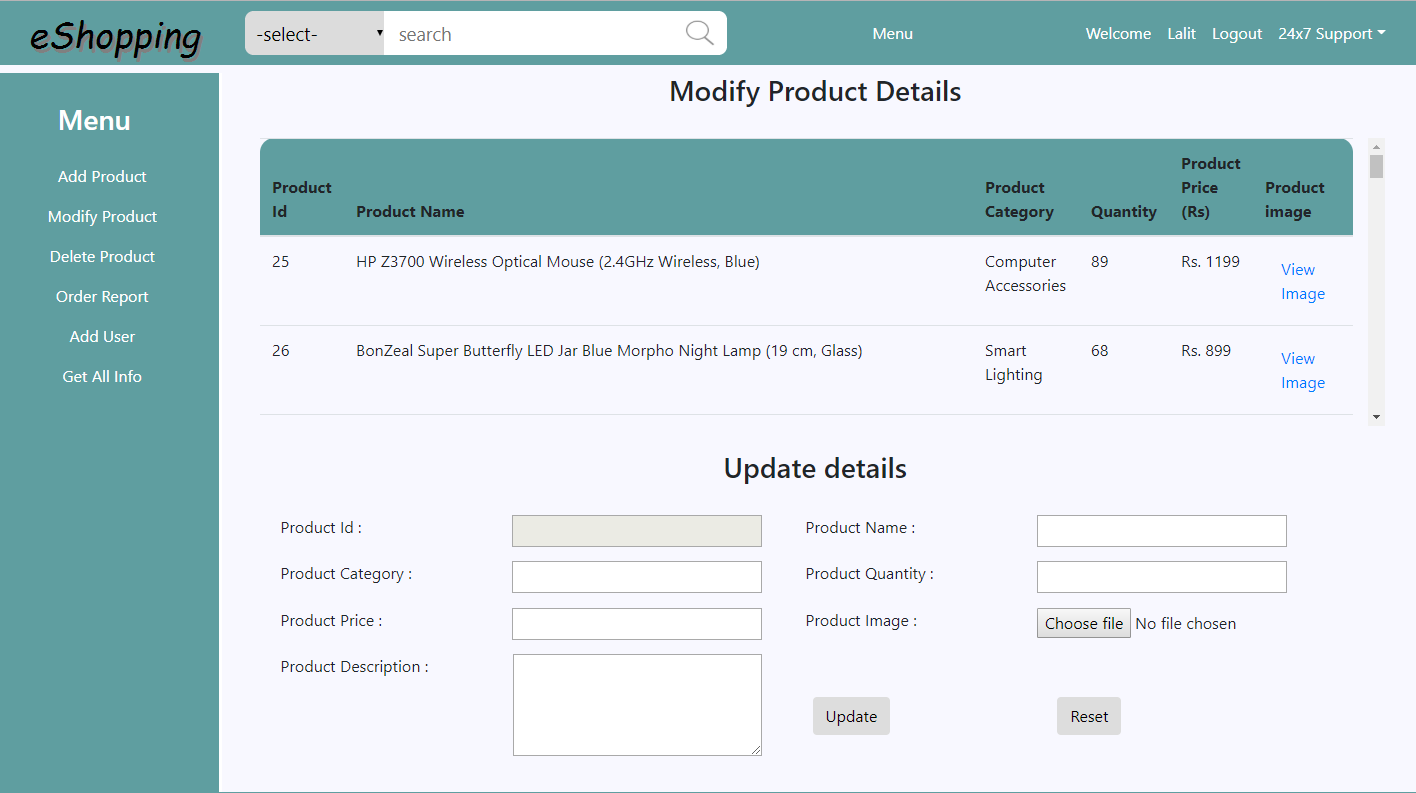 eShopping
-select-
search
Menu
Welcome Lalit Logout 24x7 Support
Menu
Add Product
Modify Product
Delete Product
Order Report
Add User
Get All Info
Modify Product Details
Product Id
Product Name
Product Category
Quantity
Product Price (Rs)
Product image
25
HP Z3700 Wireless Optical Mouse (2.4GHz Wireless, Blue)
Computer Accessories
89
Rs. 1199
View Image
26
BonZeal Super Butterfly LED Jar Blue Morpho Night Lamp (19 cm, Glass)
Smart Lighting
68
Rs. 899
View Image
Update details
Product Id :
Product Name :
Product Category :
Product Quantity :
Product Price :
Product Image :
Choose file No file chosen
Product Description :
Update
Reset